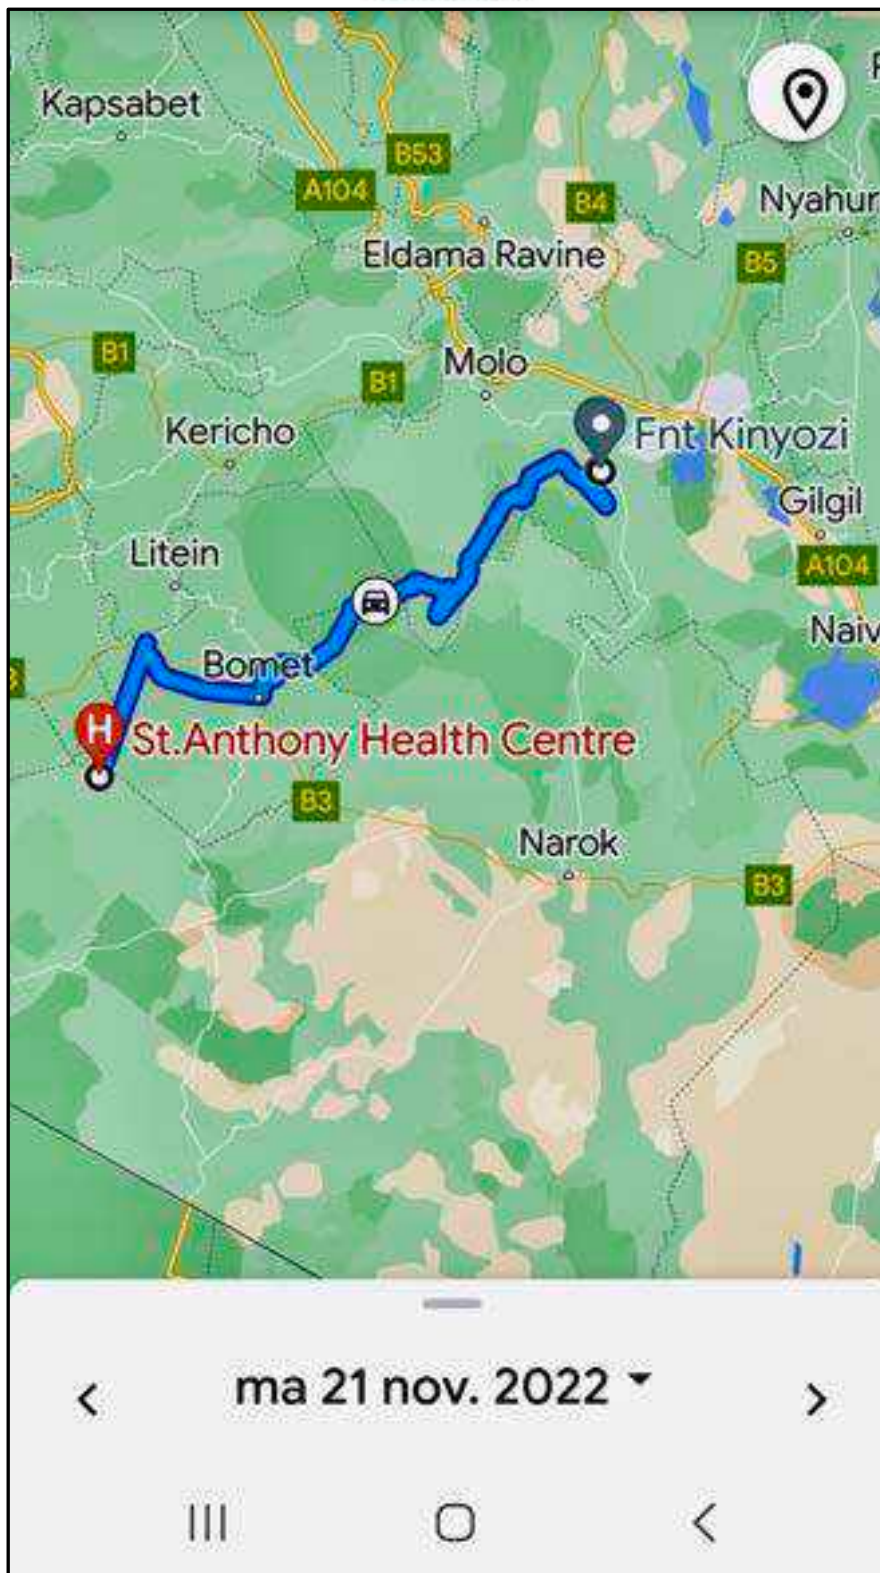 Kapsabet
B53
A104
B4
Nyahur
Eldama Ravine
B5
B1
Molo
B1
Kericho
Fnt Kinyozi
Gilgil
Litein
A104
Naiv
Bomet
H St.Anthony Health Centre
B3
Narok
B3
ma 21 nov. 2022